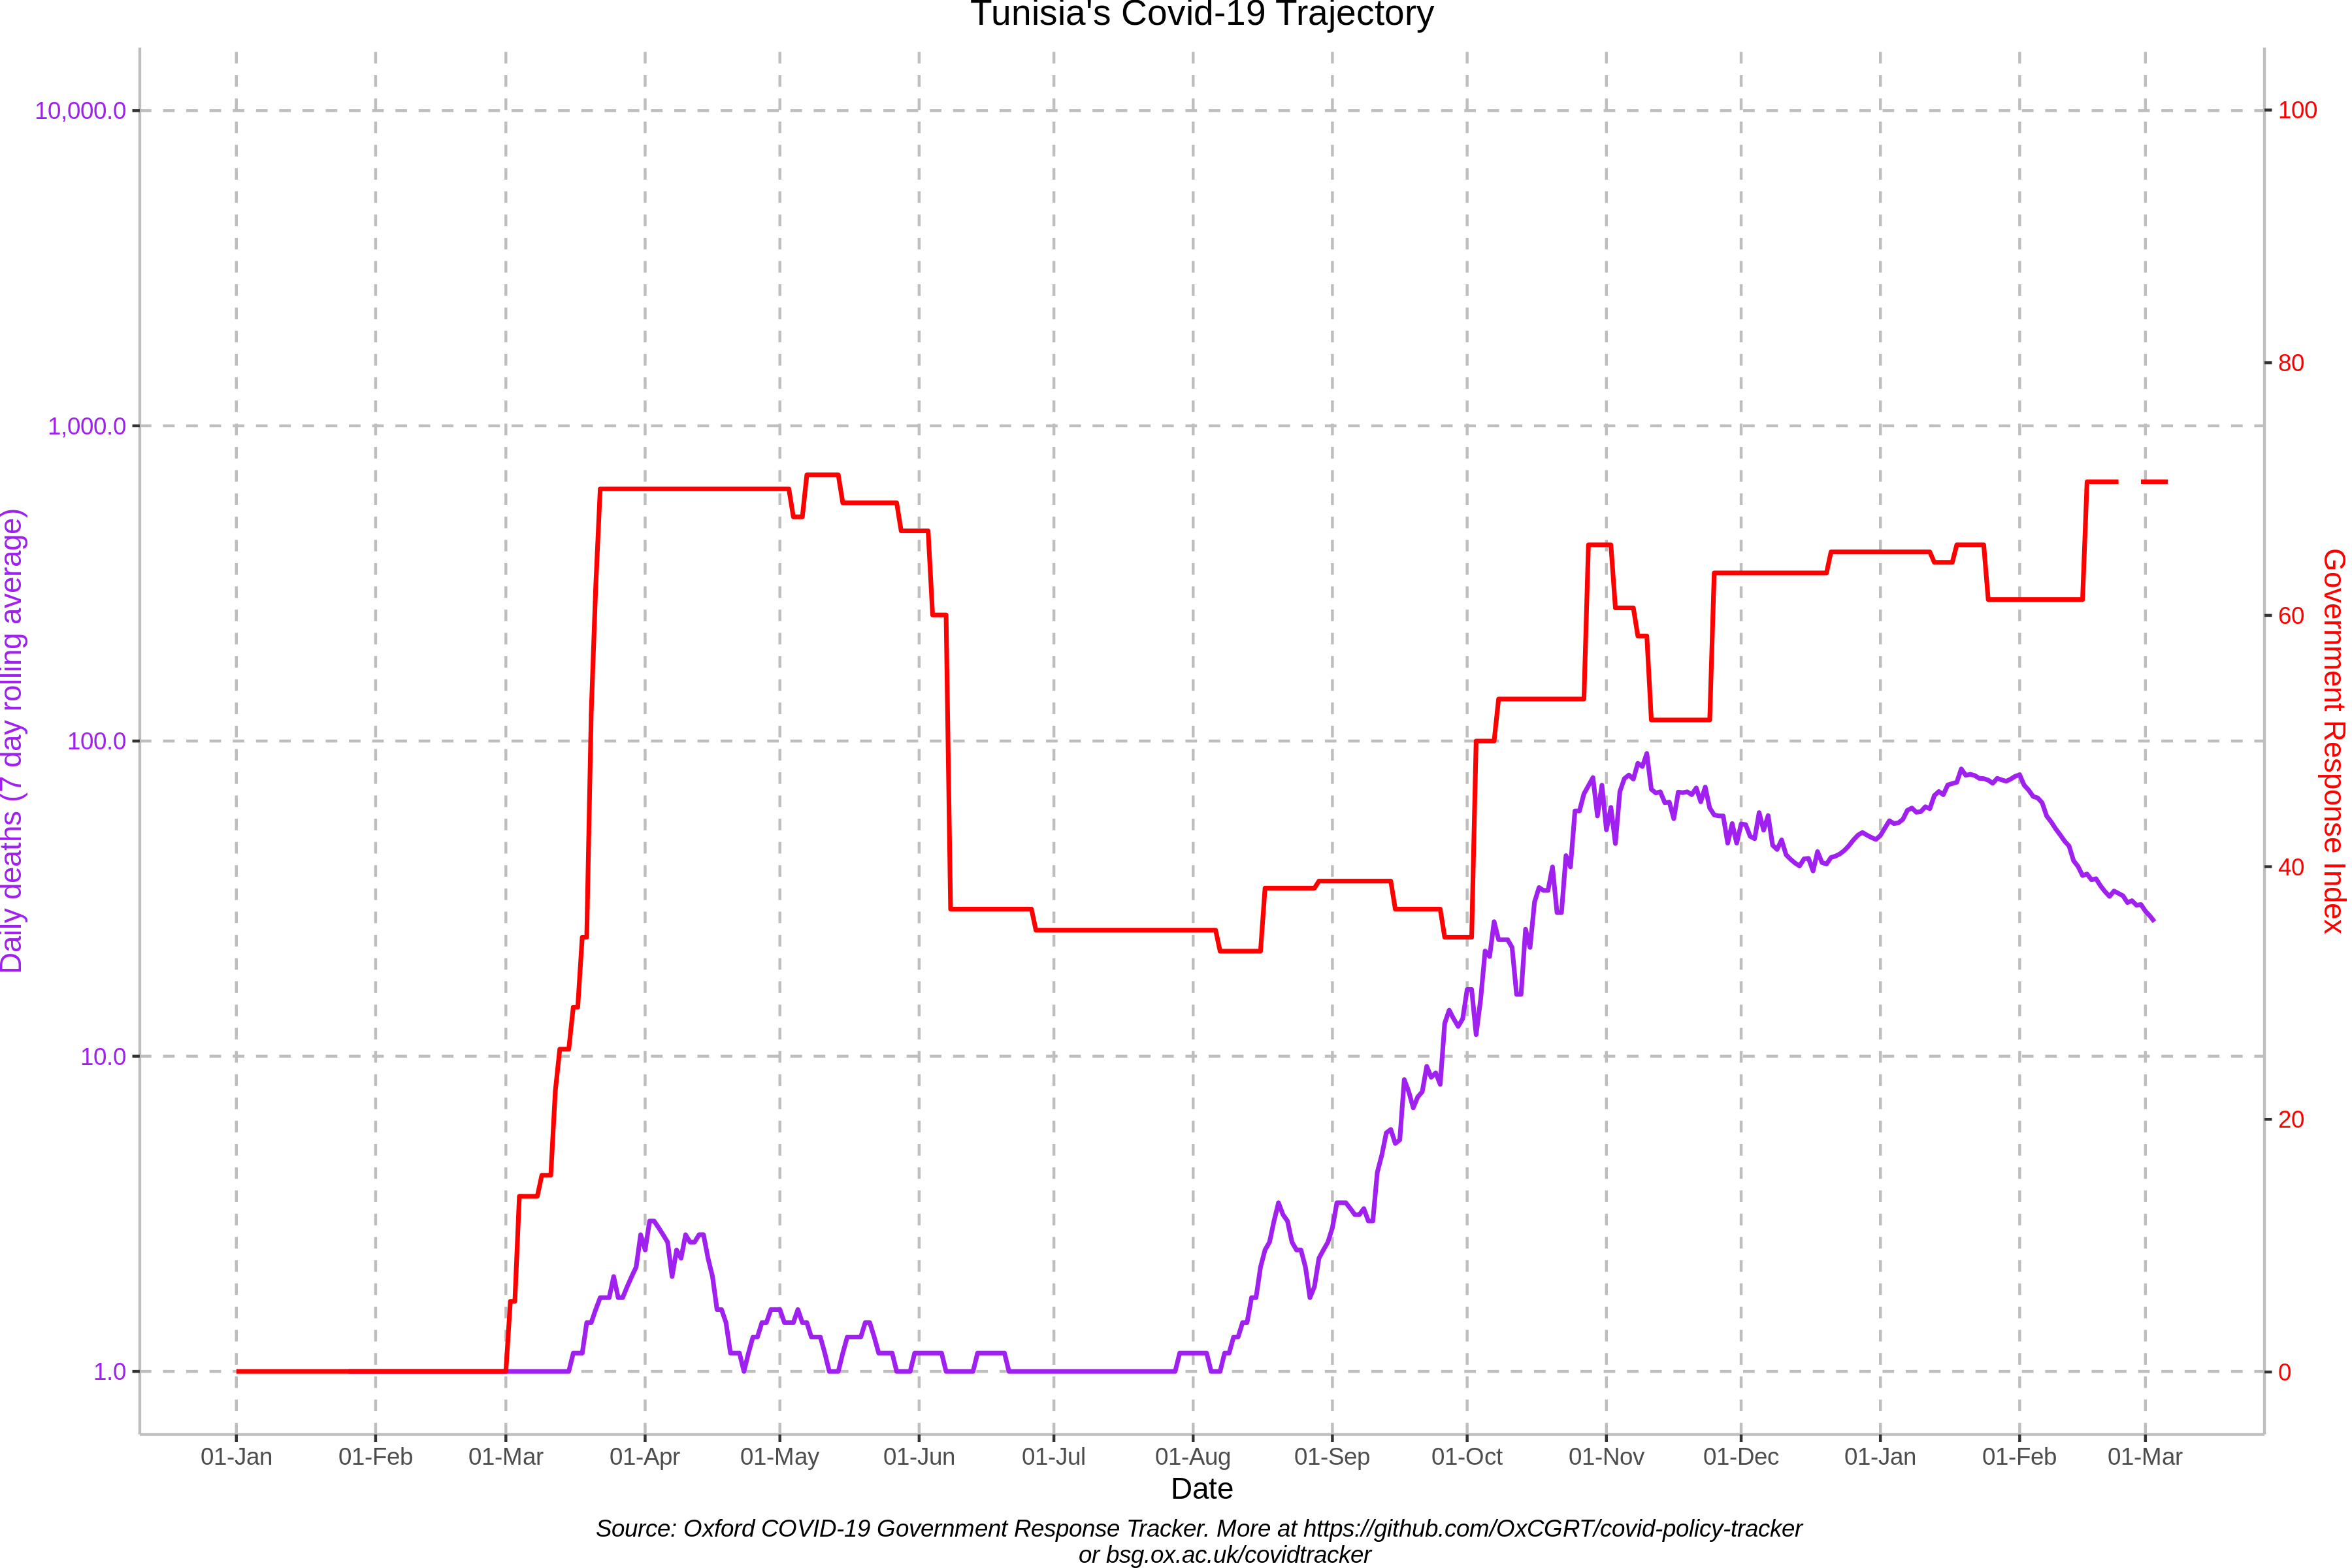 Tunisia's Covid-19 Trajectory
10,000.0
1,000.0
100.0
10.0
1.0
Daily deaths (7 day rolling average)
100
80
60
40
20
0
Government Response Index
01-Jan 01-Feb 01-Mar 01-Apr 01-May 01-Jun 01-Jul 01-Aug 01-Sep 01-Oct 01-Nov 01-Dec 01-Jan 01-Feb 01-Mar
Date
Source: Oxford COVID-19 Government Response Tracker. More at https://github.com/OxCGRT/covid-policy-tracker
or bsg.ox.ac.uk/covidtracker